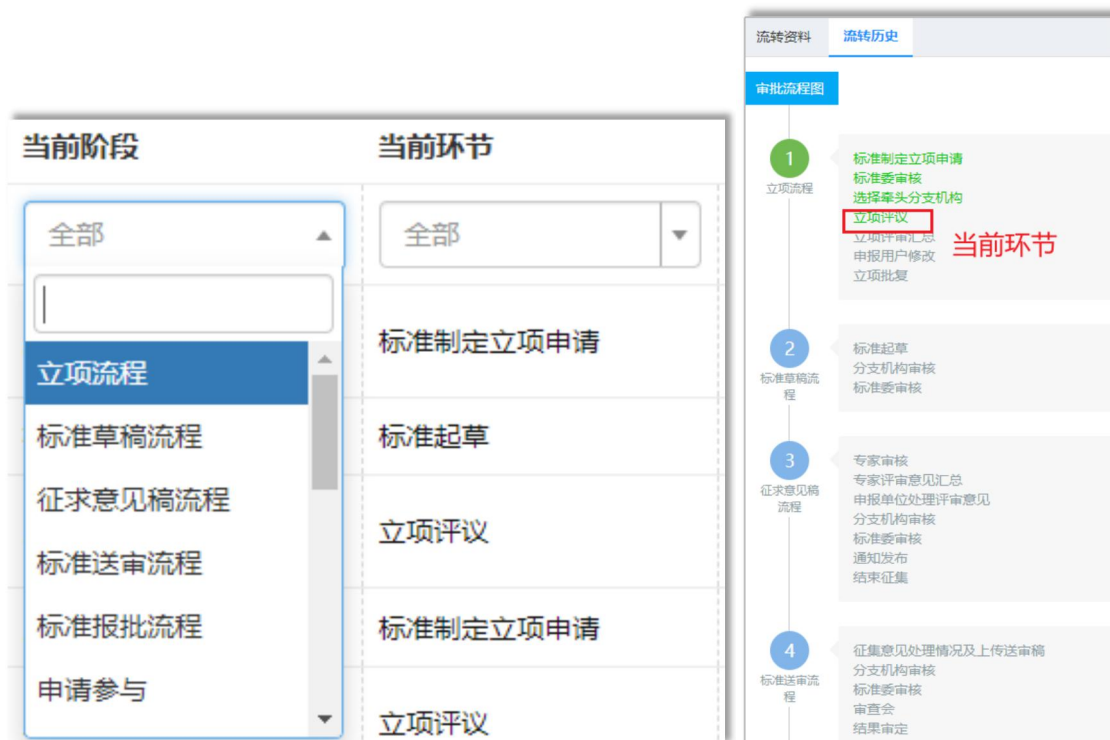 当前阶段
当前环节
全部
全部
立项流程
标准草稿流程
征求意见稿流程
标准送审流程
标准报批流程
申请参与
标准制定立项申请
标准起草
立项评议
标准制定立项申请
立项评议
流转资料
流转历史
审批流程图
1
立项流程
标准制定立项申请
标准委审核
选择牵头分支机构
立项评议
立项评审汇总
申报用户修改
立项批复
当前环节
2
标准草稿流
程
标准起草
分支机构审核
标准委审核
3
征求意见稿
流程
专家审核
专家评审意见汇总
申报单位处理评审意见
分支机构审核
标准委审核
通知发布
结束征集
4
标准送审流
程
征集意见处理情况及上传送审稿
分支机构审核
标准委审核
审查会
结果审定